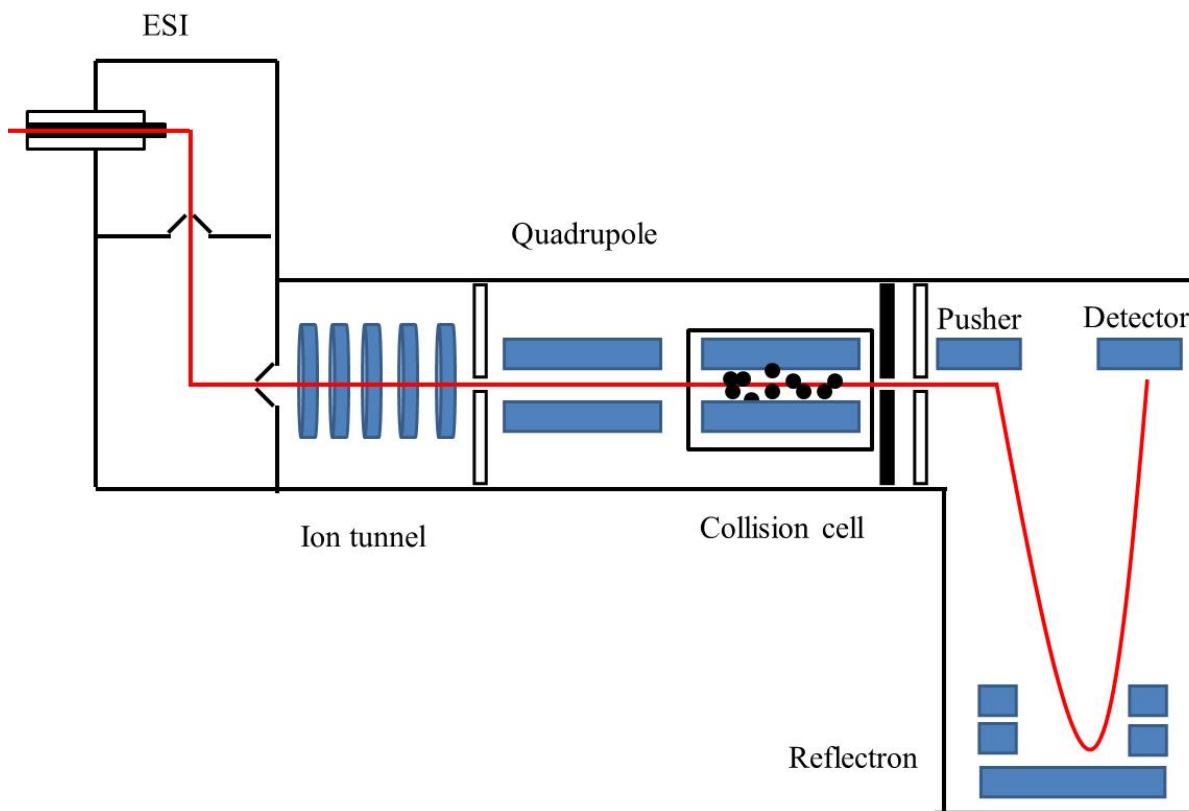 ESI
Quadrupole
Pusher
Detector
Ion tunnel
Collision cell
Reflectron